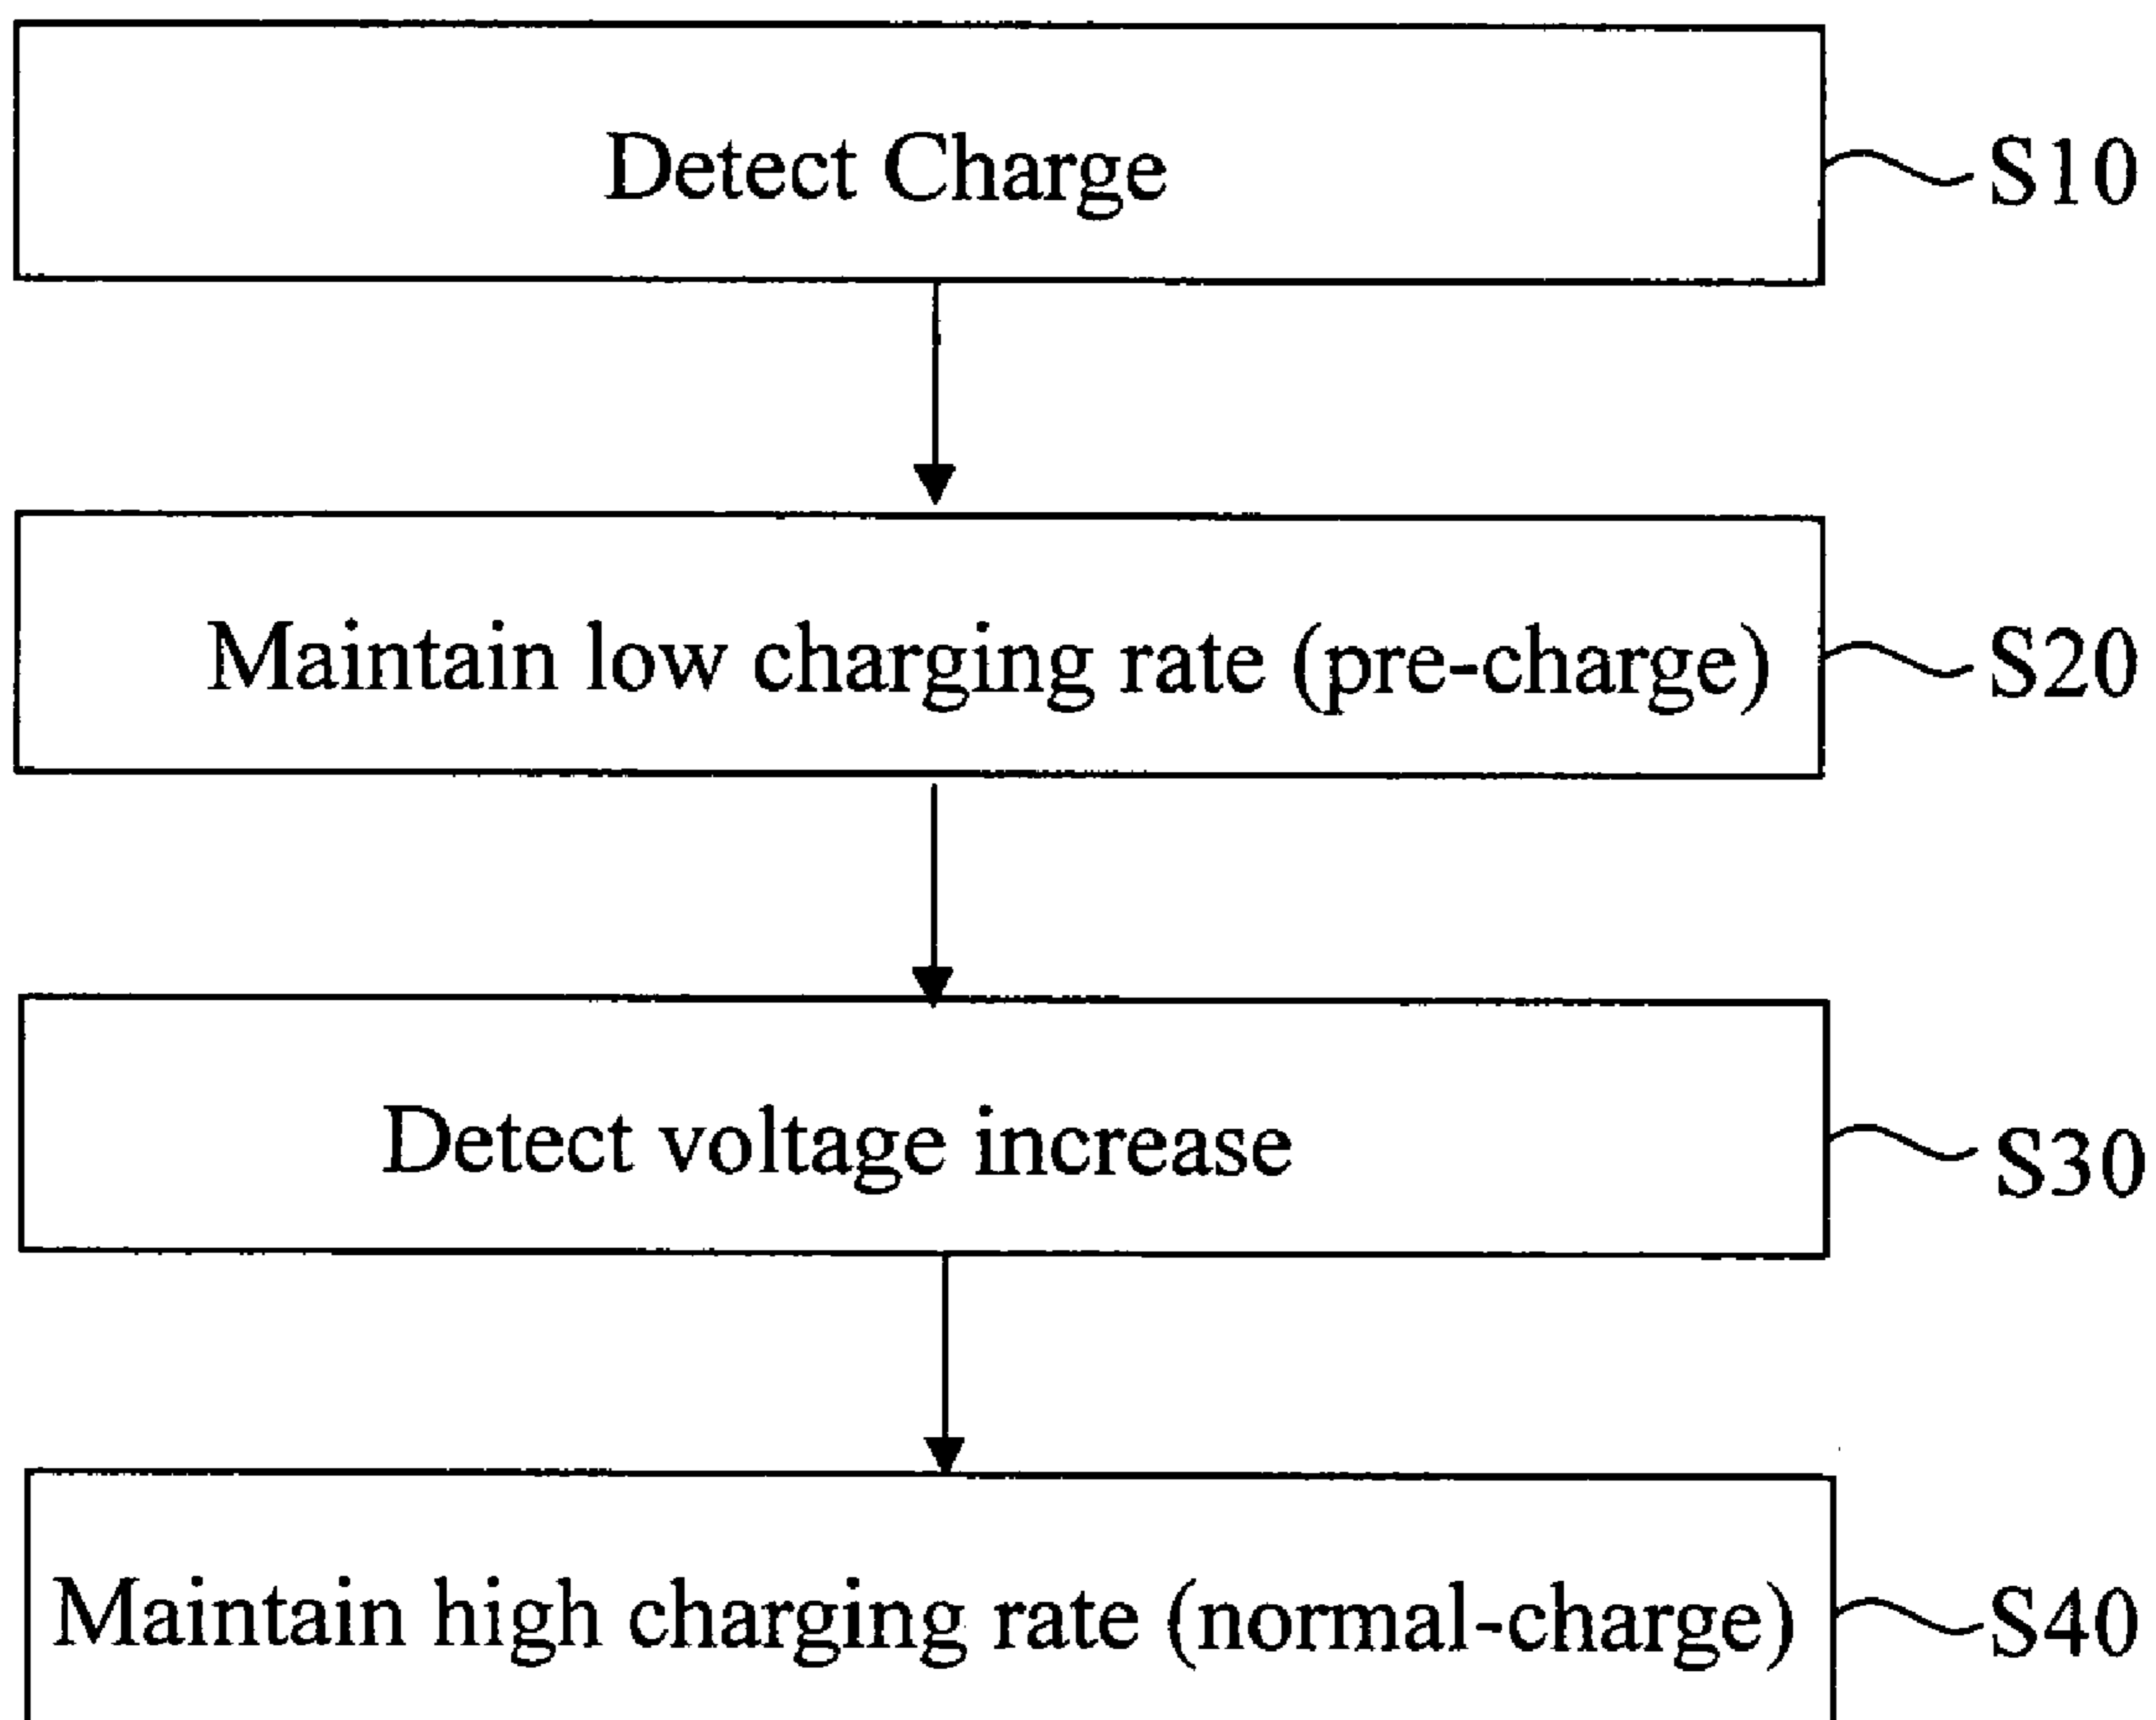 Detect Charge
S10
Maintain low charging rate (pre-charge)
S20
Detect voltage increase
S30
Maintain high charging rate (normal-charge)
S40